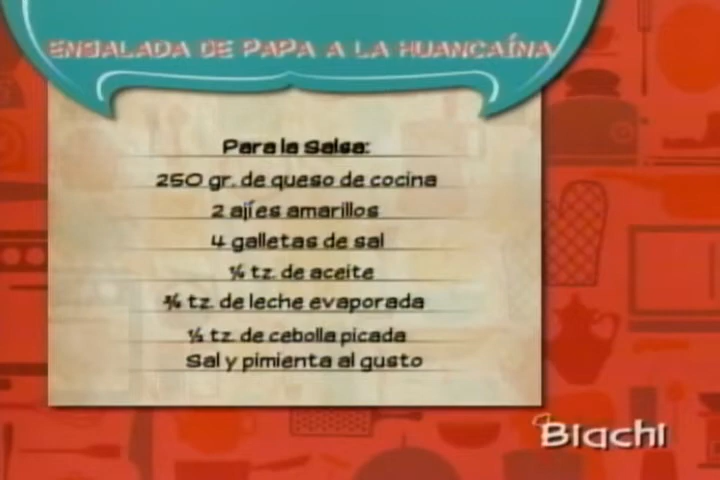 ENSALADA DE PAPA A LA HUANCAÍNA
Para la Salsa:
250 gr. de queso de cocina
2 ajíes amarillos
4 galletas de sal
¼ tz. de aceite
¾ tz. de leche evaporada
½ tz. de cebolla picada
Sal y pimienta al gusto
Blachl